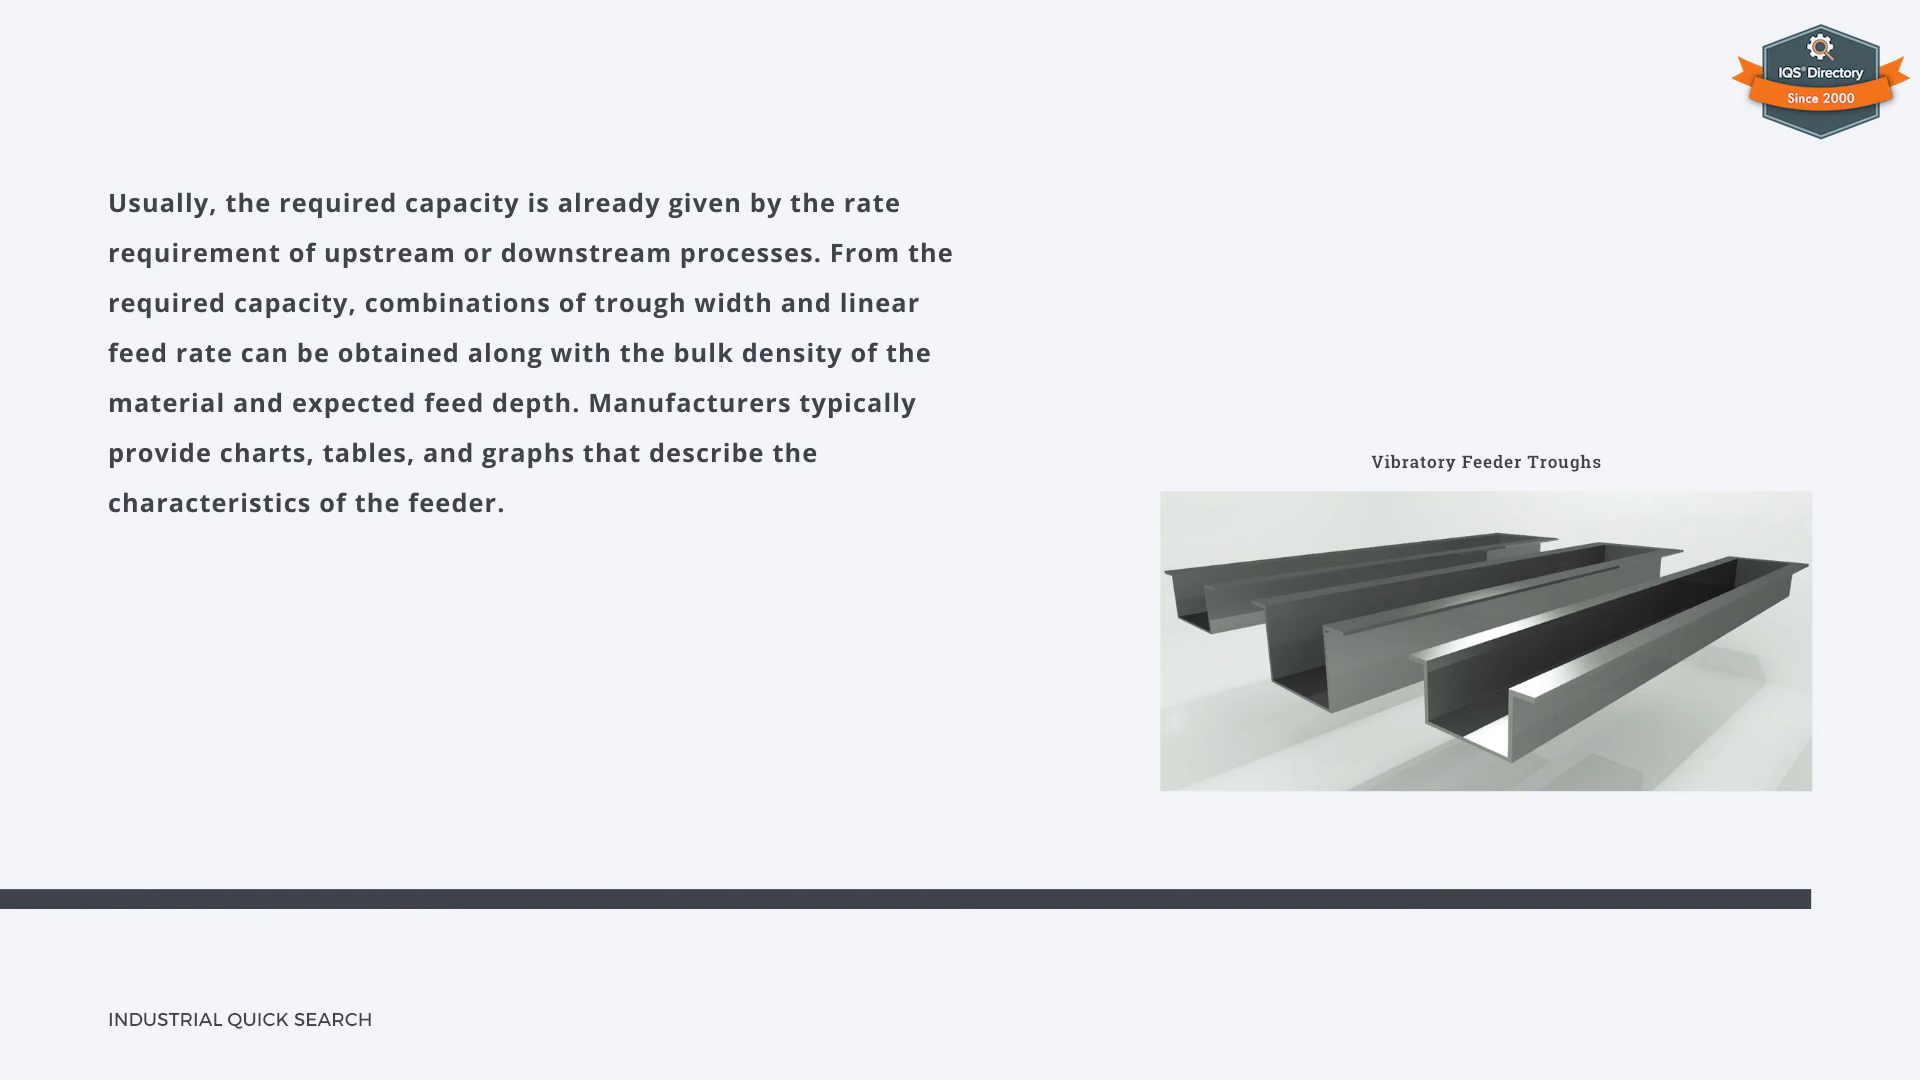 IQS® Directory
Since 2000
Usually, the required capacity is already given by the rate
requirement of upstream or downstream processes. From the
required capacity, combinations of trough width and linear
feed rate can be obtained along with the bulk density of the
material and expected feed depth. Manufacturers typically
provide charts, tables, and graphs that describe the
characteristics of the feeder.
Vibratory Feeder Troughs
INDUSTRIAL QUICK SEARCH